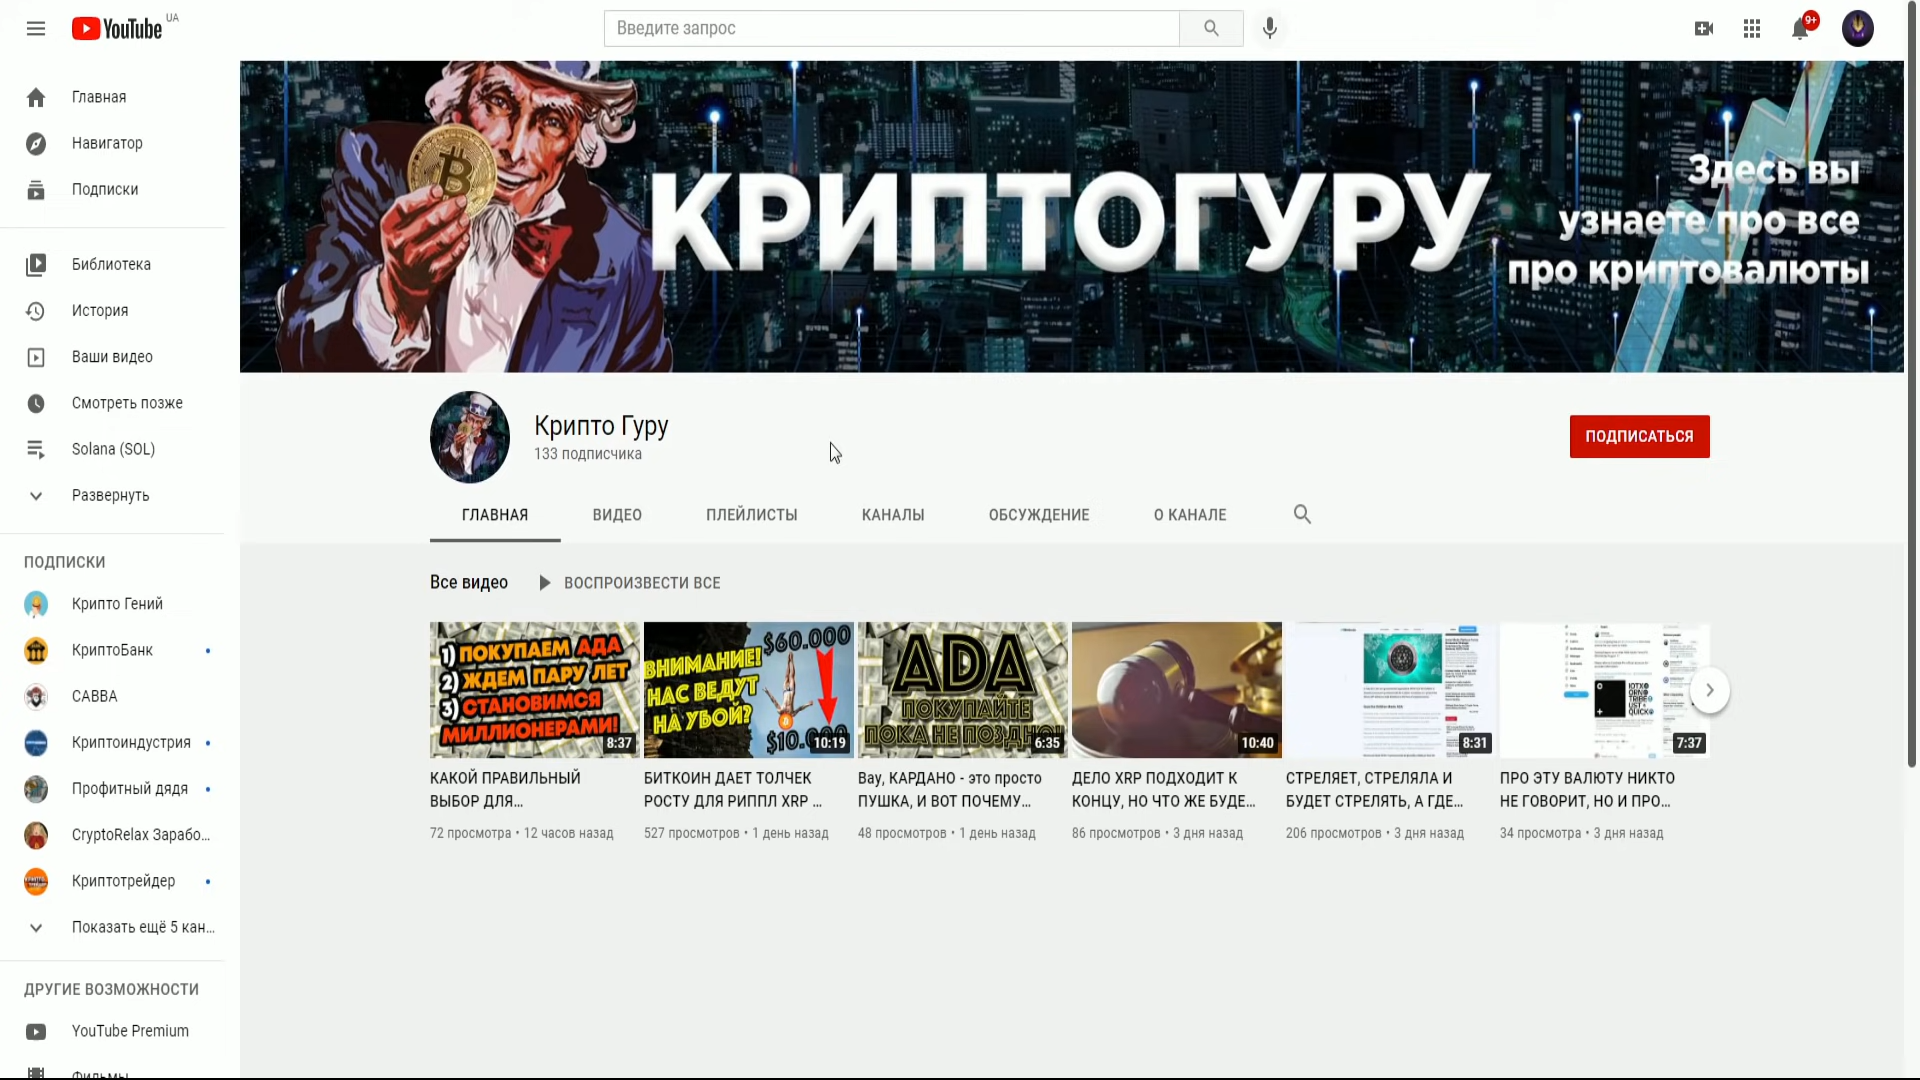 YouTube UA
Введите запрос
9+
Главная
Навигатор
Подписки
Библиотека
История
Ваши видео
Смотреть позже
Solana (SOL)
Развернуть
ПОДПИСКИ
Крипто Гений
КриптоБанк
САВВА
Криптоиндустрия
Профитный дядя
CryptoRelax Зарабо...
Криптотрейдер
Показать ещё 5 кан...
ДРУГИЕ ВОЗМОЖНОСТИ
YouTube Premium
Фильмы
КРИПТОГУРУ
Здесь вы
узнаете про все
про криптовалюты
Крипто Гуру
133 подписчика
ПОДПИСАТЬСЯ
ГЛАВНАЯ ВИДЕО ПЛЕЙЛИСТЫ КАНАЛЫ ОБСУЖДЕНИЕ О КАНАЛЕ
Все видео ВОСПРОИЗВЕСТИ ВСЕ
1) ПОКУПАЕМ АДА
2) ЖДЕМ ПАРУ ЛЕТ
3) СТАНОВИМСЯ
МИЛЛИОНЕРАМИ!
8:37
КАКОЙ ПРАВИЛЬНЫЙ
ВЫБОР ДЛЯ...
72 просмотра • 12 часов назад
$60.000
ВНИМАНИЕ!
НАС ВЕДУТ
НА УБОЙ?
10:19
БИТКОИН ДАЕТ ТОЛЧЕК
РОСТУ ДЛЯ РИППЛ XRP ...
527 просмотров • 1 день назад
ADA
ПОКУПАЙТЕ
ПОКА НЕ ПОЗДНО!
6:35
Вау, КАРДАНО - это просто
ПУШКА, И ВОТ ПОЧЕМУ...
48 просмотров • 1 день назад
10:40
ДЕЛО XRP ПОДХОДИТ К
КОНЦУ, НО ЧТО ЖЕ БУДЕ...
86 просмотров • 3 дня назад
8:31
СТРЕЛЯЕТ, СТРЕЛЯЛА И
БУДЕТ СТРЕЛЯТЬ, А ГДЕ...
206 просмотров • 3 дня назад
7:37
ПРО ЭТУ ВАЛЮТУ НИКТО
НЕ ГОВОРИТ, НО И ПРО...
34 просмотра • 3 дня назад